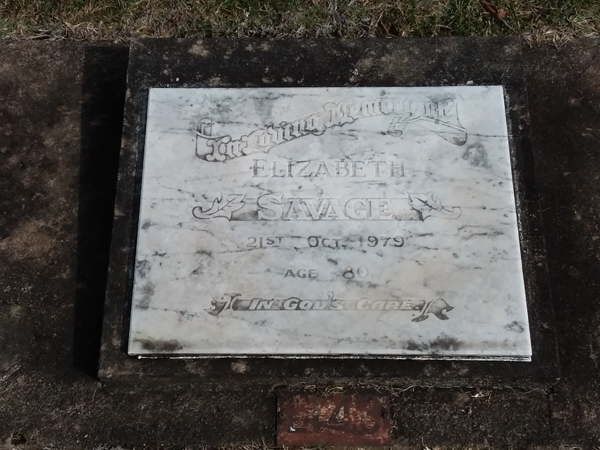 In Loving Memory of
ELIZABETH
SAVAGE
21ST OCT. 1979
AGE 80
IN GOD'S CARE